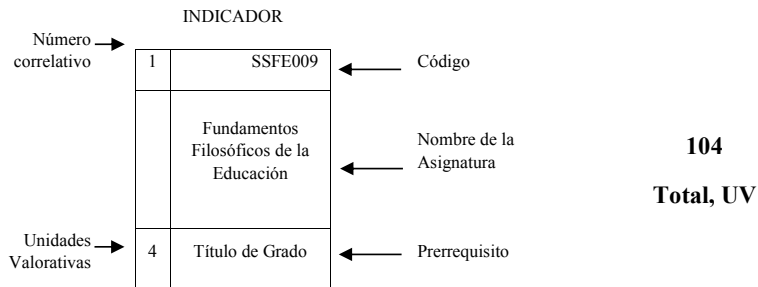 INDICADOR
Número
correlativo
1 SSFE009
Código
Fundamentos
Filosóficos de la
Educación
Nombre de la
Asignatura
104
Total, UV
Unidades
Valorativas
4 Título de Grado
Prerrequisito